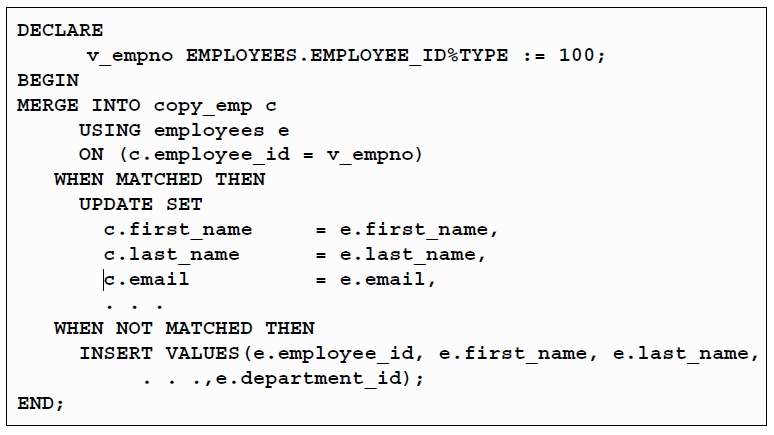 DECLARE
v_empno EMPLOYEES.EMPLOYEE_ID%TYPE := 100;
BEGIN
MERGE INTO copy_emp c
USING employees e
ON (c.employee_id = v_empno)
WHEN MATCHED THEN
UPDATE SET
c.first_name = e.first_name,
c.last_name = e.last_name,
c.email = e.email,
. . .
WHEN NOT MATCHED THEN
INSERT VALUES(e.employee_id, e.first_name, e.last_name,
. . .,e.department_id);
END;